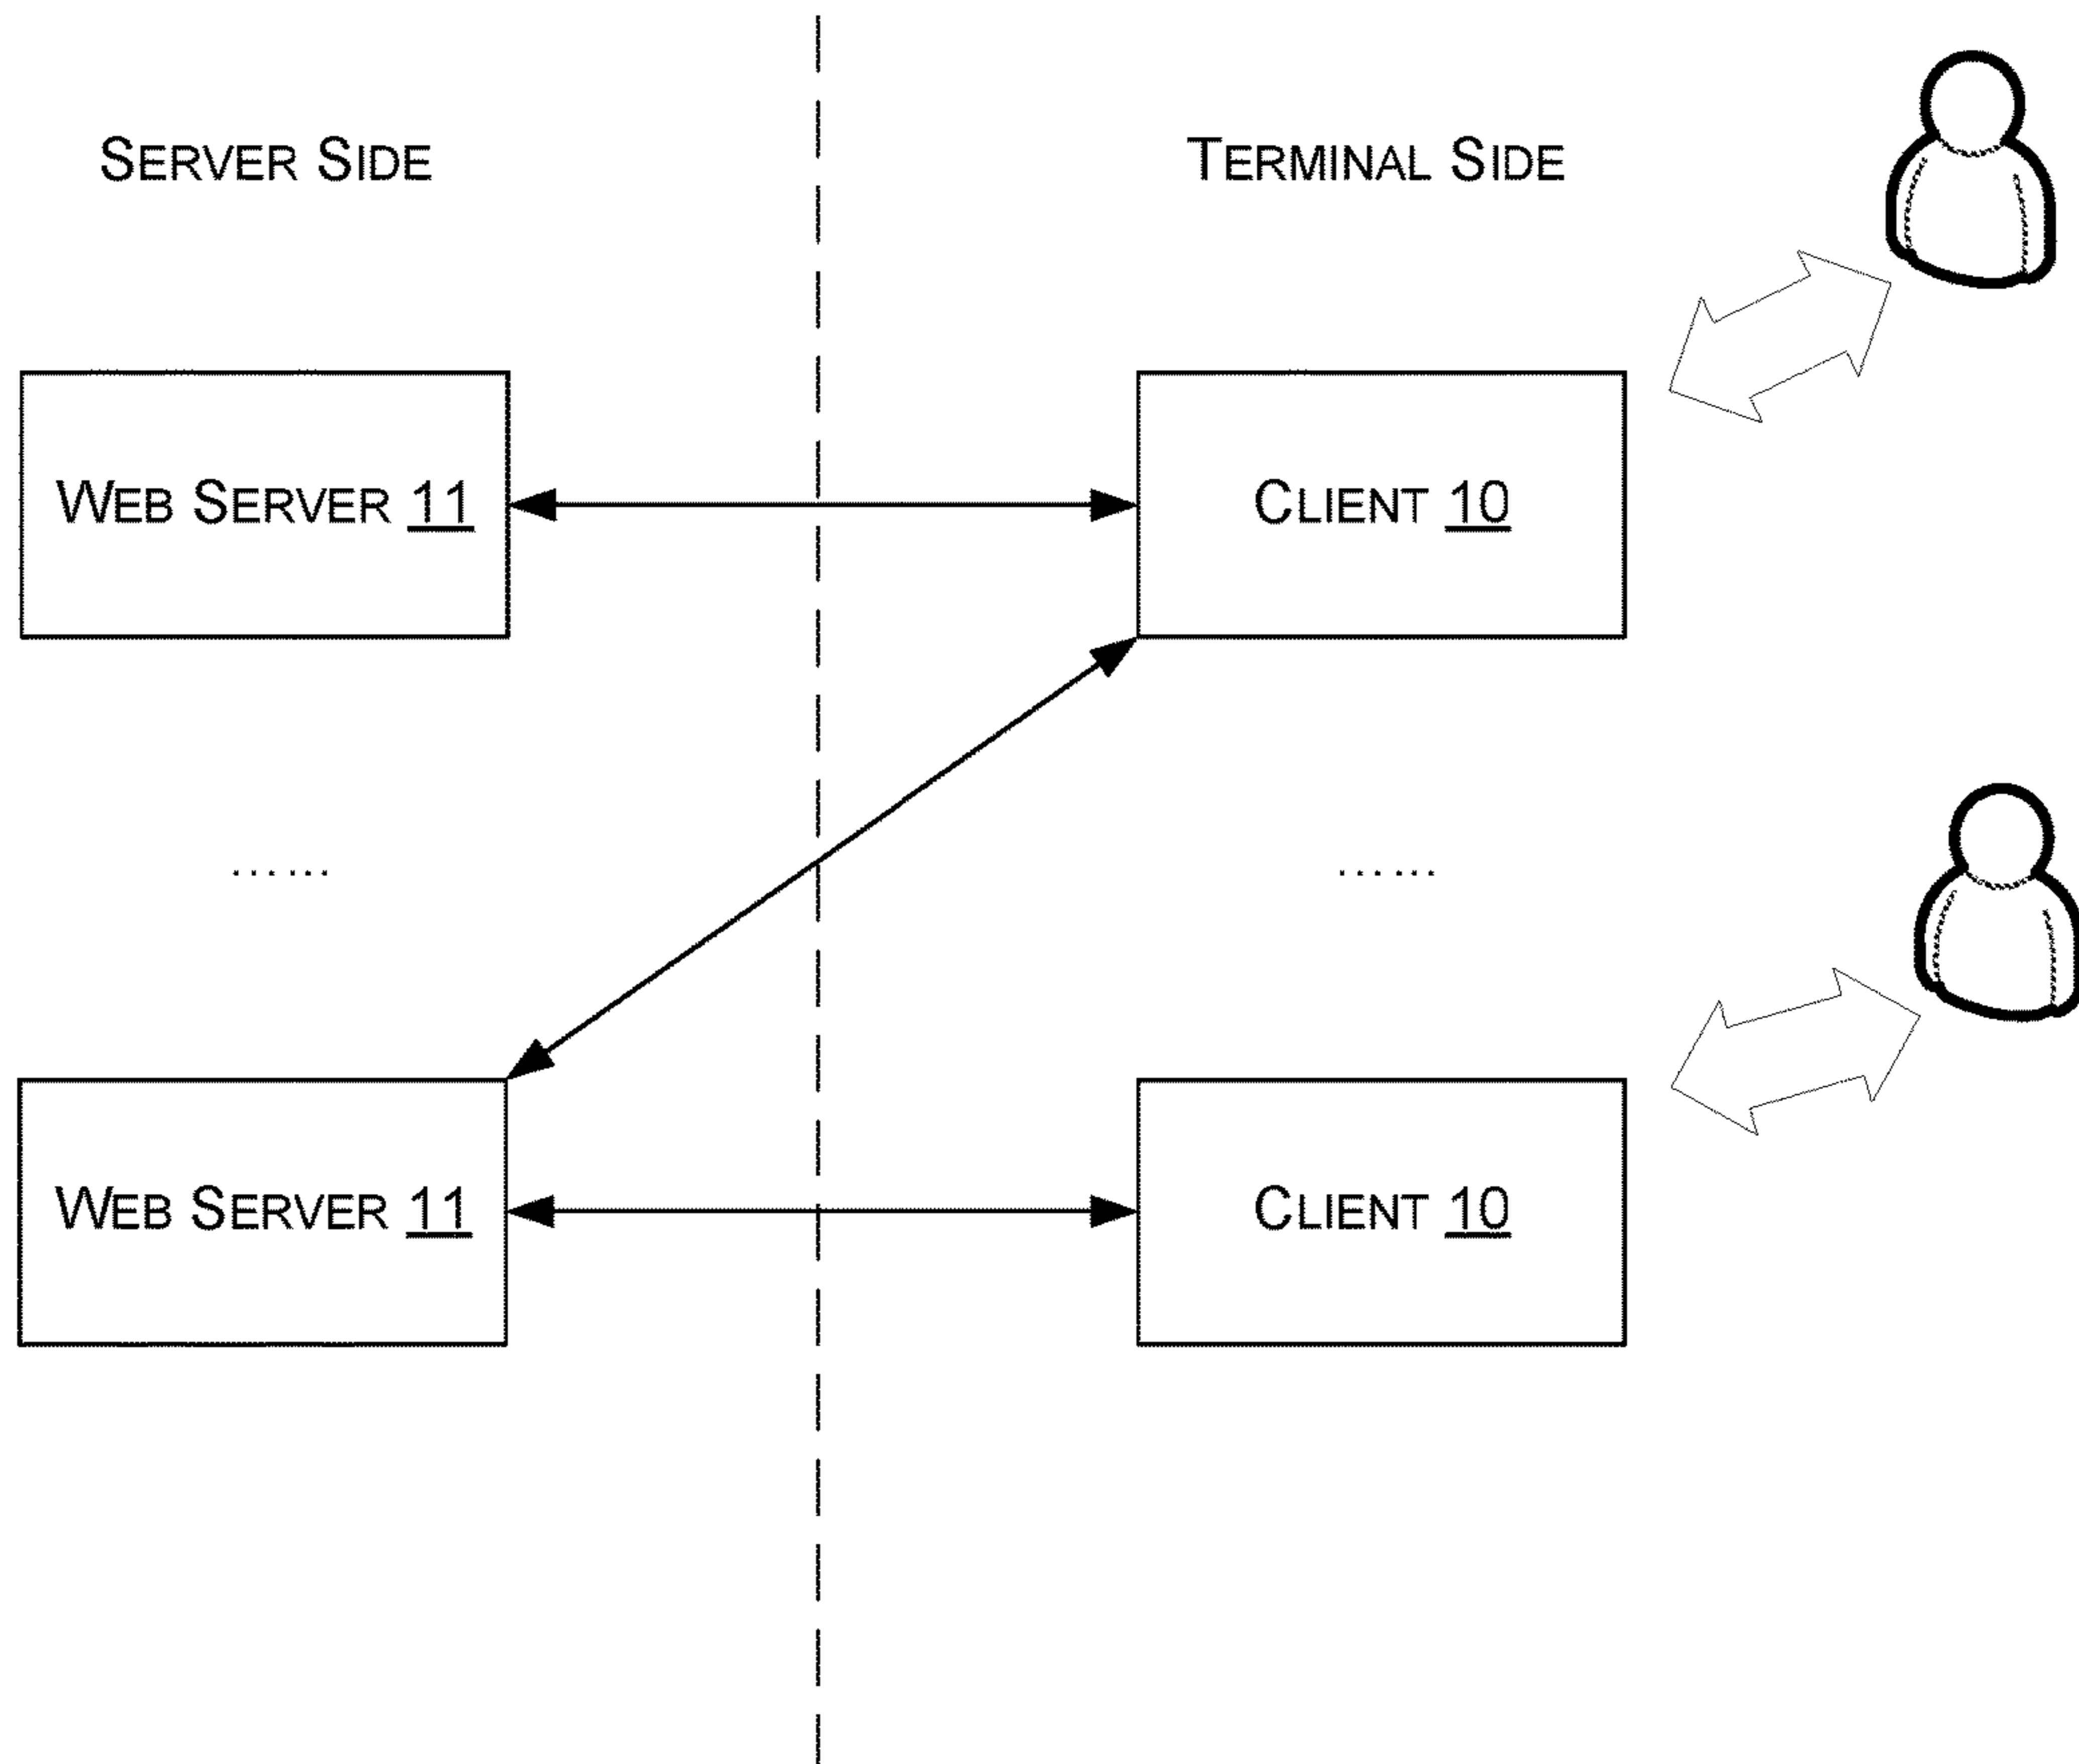 SERVER SIDE
TERMINAL SIDE
WEB SERVER 11
CLIENT 10
......
......
WEB SERVER 11
CLIENT 10